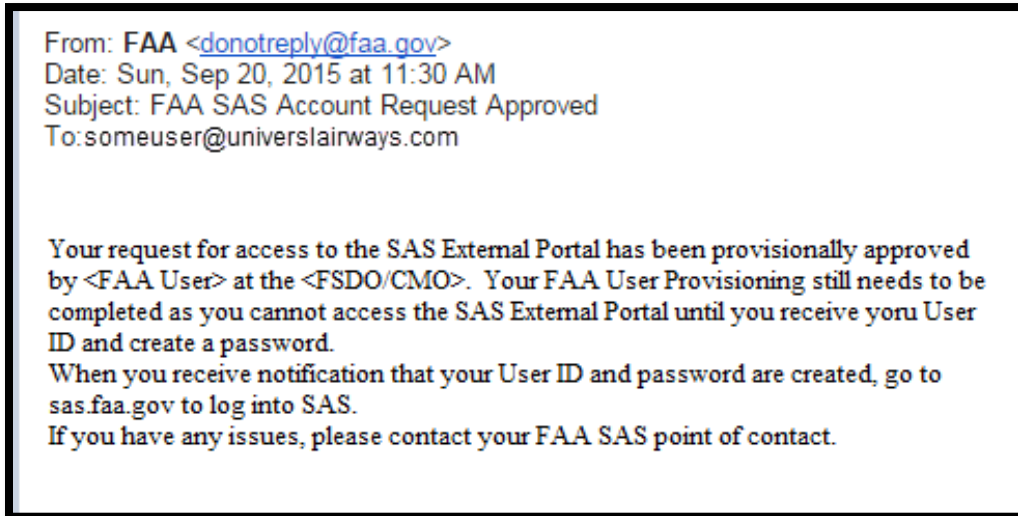 From: FAA <donotreply@faa.gov>
Date: Sun, Sep 20, 2015 at 11:30 AM
Subject: FAA SAS Account Request Approved
To:someuser@universlairways.com
Your request for access to the SAS External Portal has been provisionally approved
by <FAA User> at the <FSDO/CMO>.  Your FAA User Provisioning still needs to be
completed as you cannot access the SAS External Portal until you receive yoru User
ID and create a password.
When you receive notification that your User ID and password are created, go to
sas.faa.gov to log into SAS.
If you have any issues, please contact your FAA SAS point of contact.